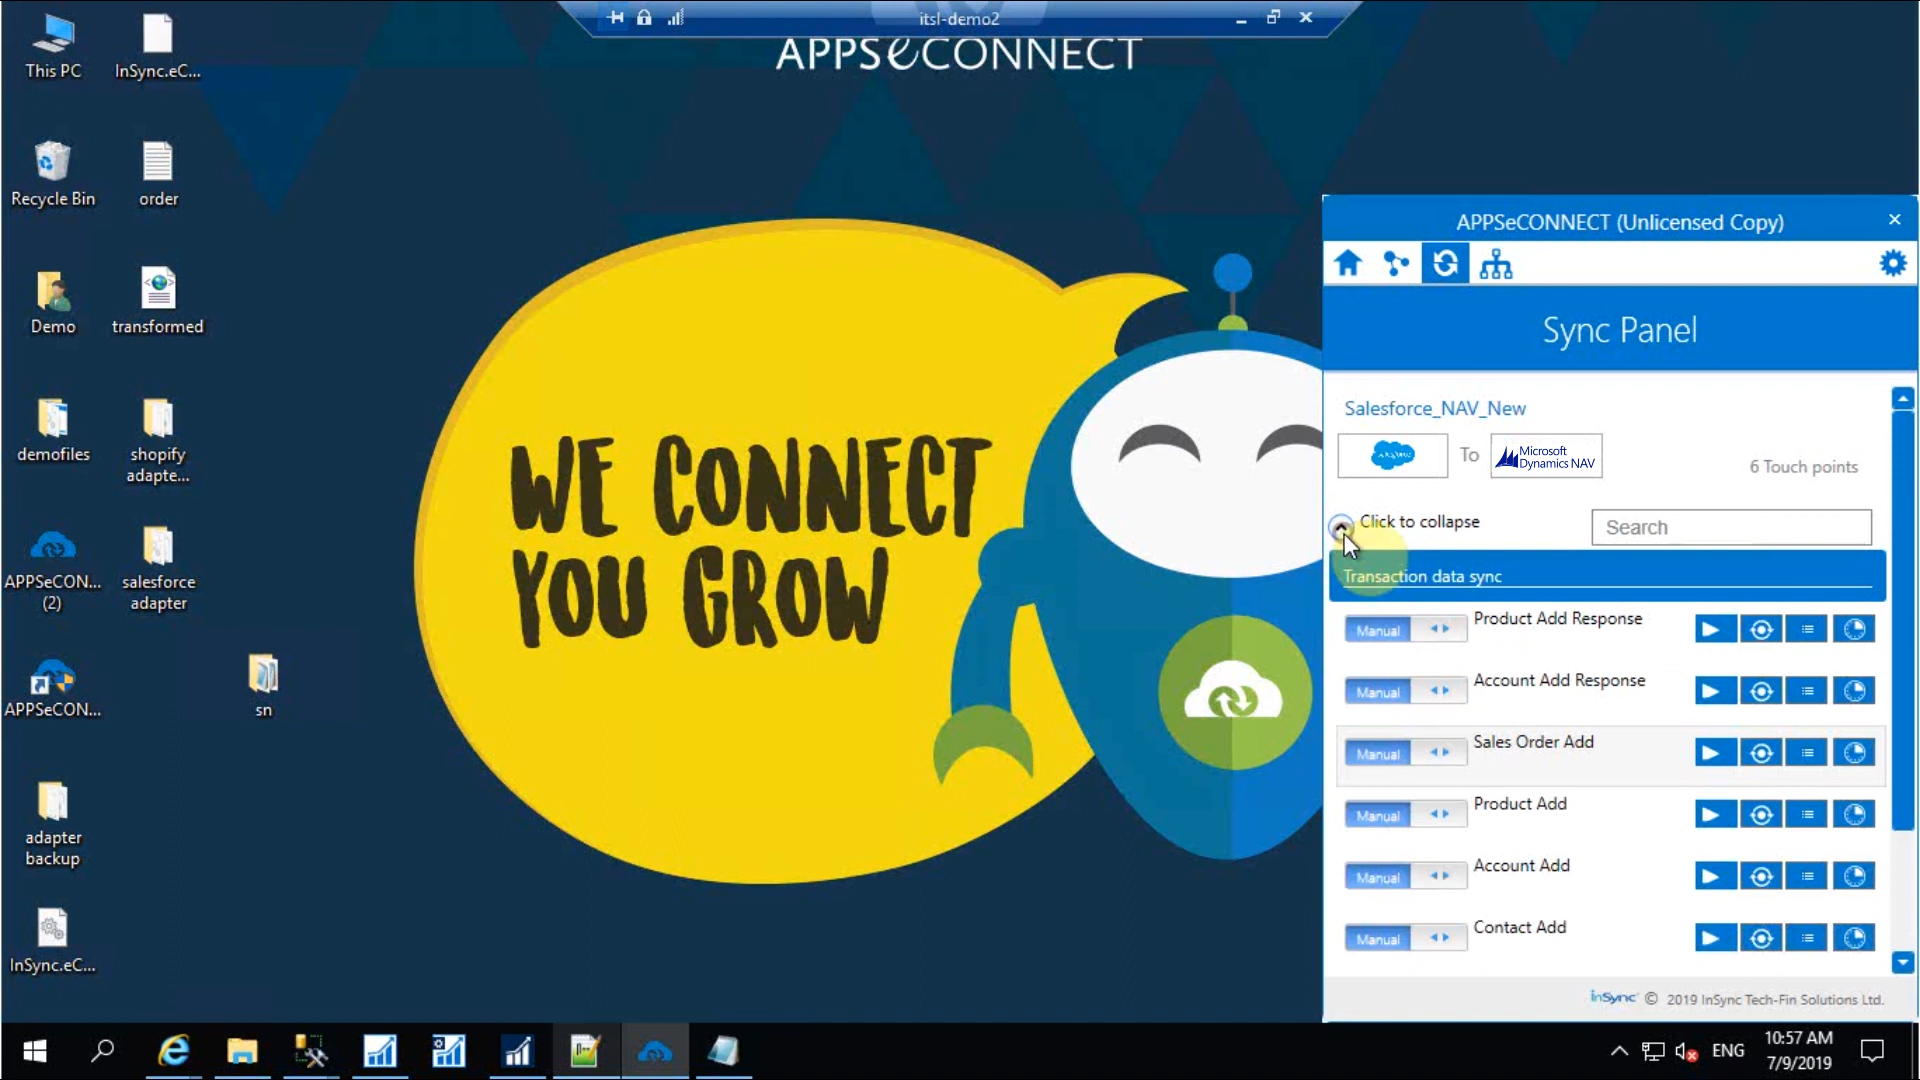 itsl-demo2
APPSeCONNECT
This PC
InSync.eC...
Recycle Bin
order
Demo
transformed
demofiles
shopify
adapte...
APPSeCON...
(2)
salesforce
adapter
APPSeCON...
sn
adapter
backup
InSync.eC...
WE CONNECT
YOU GROW
APPSeCONNECT (Unlicensed Copy)
Sync Panel
Salesforce_NAV_New
salesforce
To
Microsoft
Dynamics NAV
6 Touch points
Click to collapse
Search
Transaction data sync
Manual
Product Add Response
Manual
Account Add Response
Manual
Sales Order Add
Manual
Product Add
Manual
Account Add
Manual
Contact Add
inSync © 2019 InSync Tech-Fin Solutions Ltd.
ENG
10:57 AM
7/9/2019